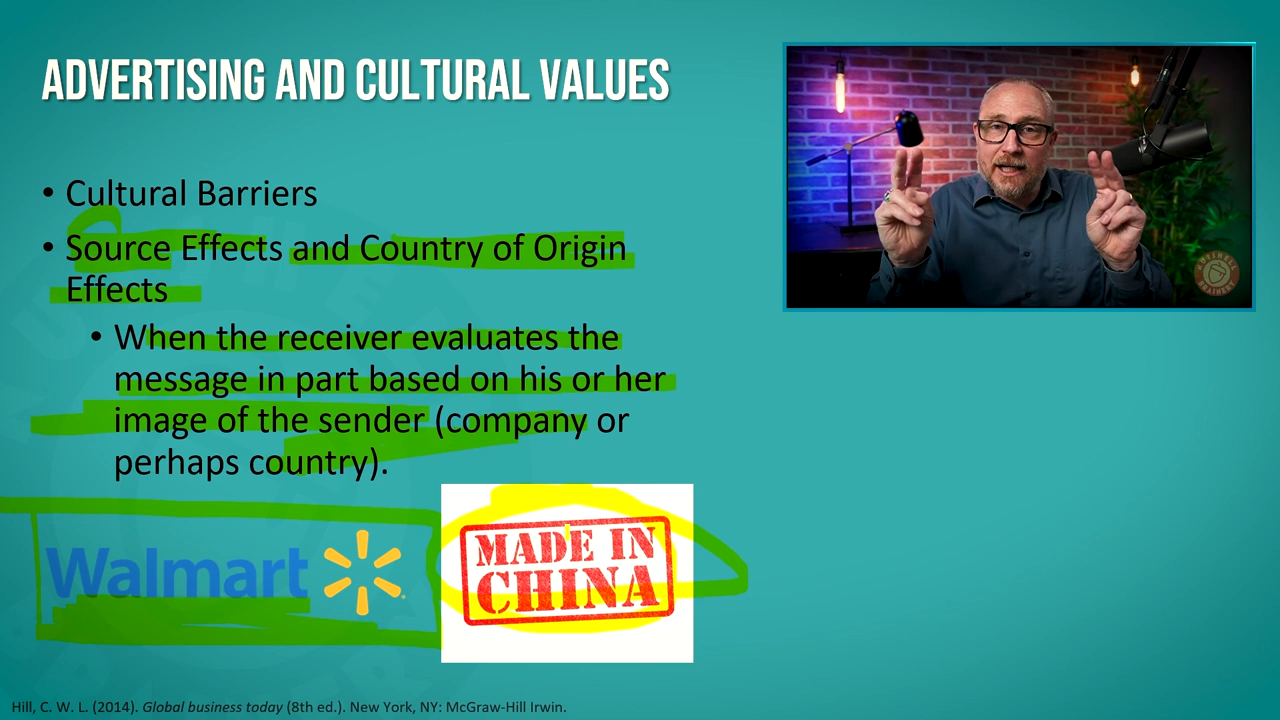 ADVERTISING AND CULTURAL VALUES
• Cultural Barriers
• Source Effects and Country of Origin
Effects
• When the receiver evaluates the
message in part based on his or her
image of the sender (company or
perhaps country).
Walmart
MADE IN
CHINA
Hill, C. W. L. (2014). Global business today (8th ed.). New York, NY: McGraw-Hill Irwin.
NUTSHELL
BRAINERY